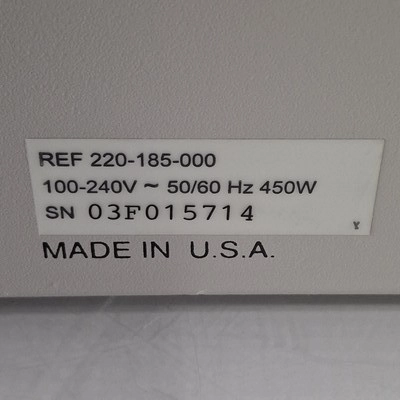 REF 220-185-000
100-240V ~ 50/60 Hz 450W
SN 03F015714
Y
MADE IN U.S.A.